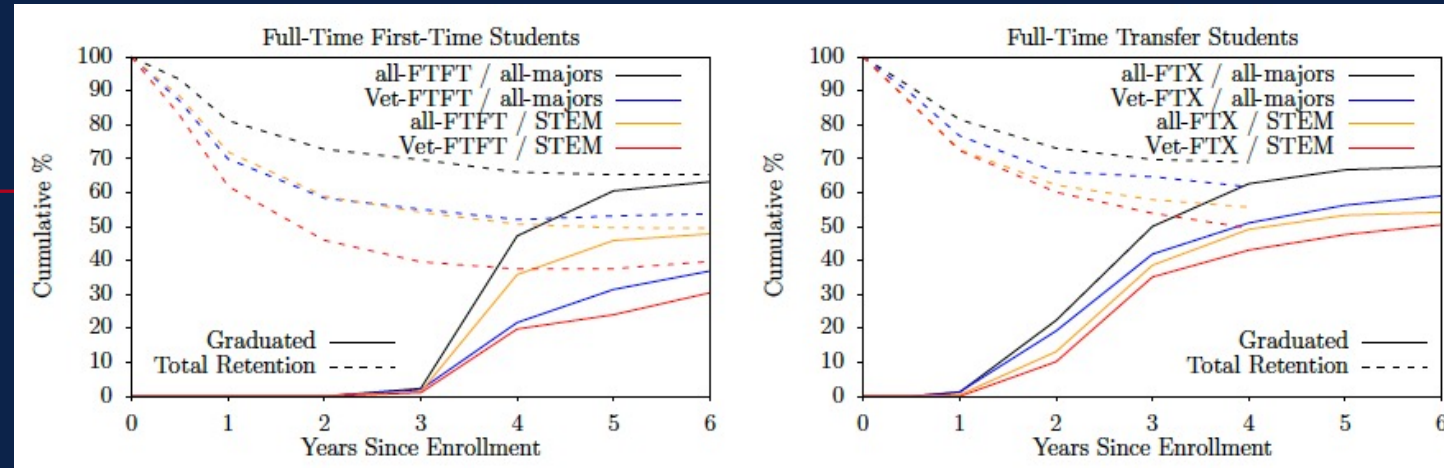 Full-Time First-Time Students
100
90
80
70
60
50
40
30
20
10
0
Cumulative %
all-FTFT / all-majors
Vet-FTFT / all-majors
all-FTFT / STEM
Vet-FTFT / STEM
Graduated
Total Retention
0 1 2 3 4 5 6
Years Since Enrollment
Full-Time Transfer Students
100
90
80
70
60
50
40
30
20
10
0
Cumulative %
all-FTX / all-majors
Vet-FTX / all-majors
all-FTX / STEM
Vet-FTX / STEM
Graduated
Total Retention
0 1 2 3 4 5 6
Years Since Enrollment